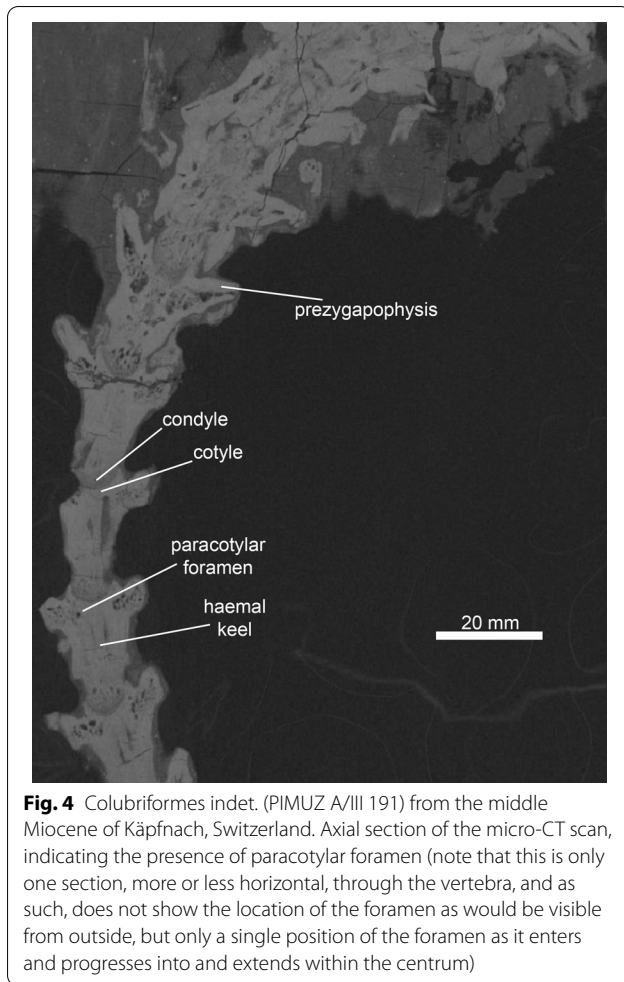 prezygapophysis
condyle
cotyle
paracotylar
foramen
haemal
keel
20 mm
Fig. 4 Colubriformes indet. (PIMUZ A/III 191) from the middle
Miocene of Käpfnach, Switzerland. Axial section of the micro-CT scan,
indicating the presence of paracotylar foramen (note that this is only
one section, more or less horizontal, through the vertebra, and as
such, does not show the location of the foramen as would be visible
from outside, but only a single position of the foramen as it enters
and progresses into and extends within the centrum)